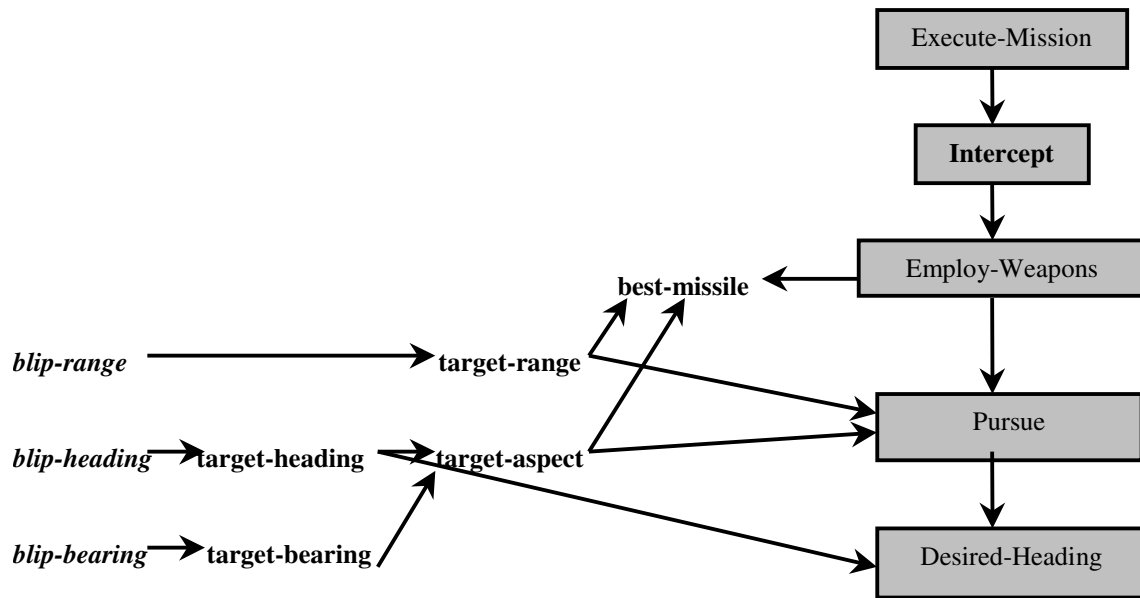 Execute-Mission
Intercept
Employ-Weapons
best-missile
blip-range
target-range
Pursue
blip-heading
target-heading
target-aspect
blip-bearing
target-bearing
Desired-Heading